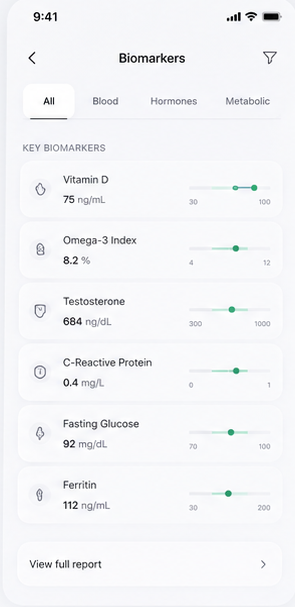 9:41
Biomarkers
All Blood Hormones Metabolic
KEY BIOMARKERS
Vitamin D
75 ng/mL
30 100
Omega-3 Index
8.2 %
4 12
Testosterone
684 ng/dL
300 1000
C-Reactive Protein
0.4 mg/L
0 1
Fasting Glucose
92 mg/dL
70 100
Ferritin
112 ng/mL
30 200
View full report